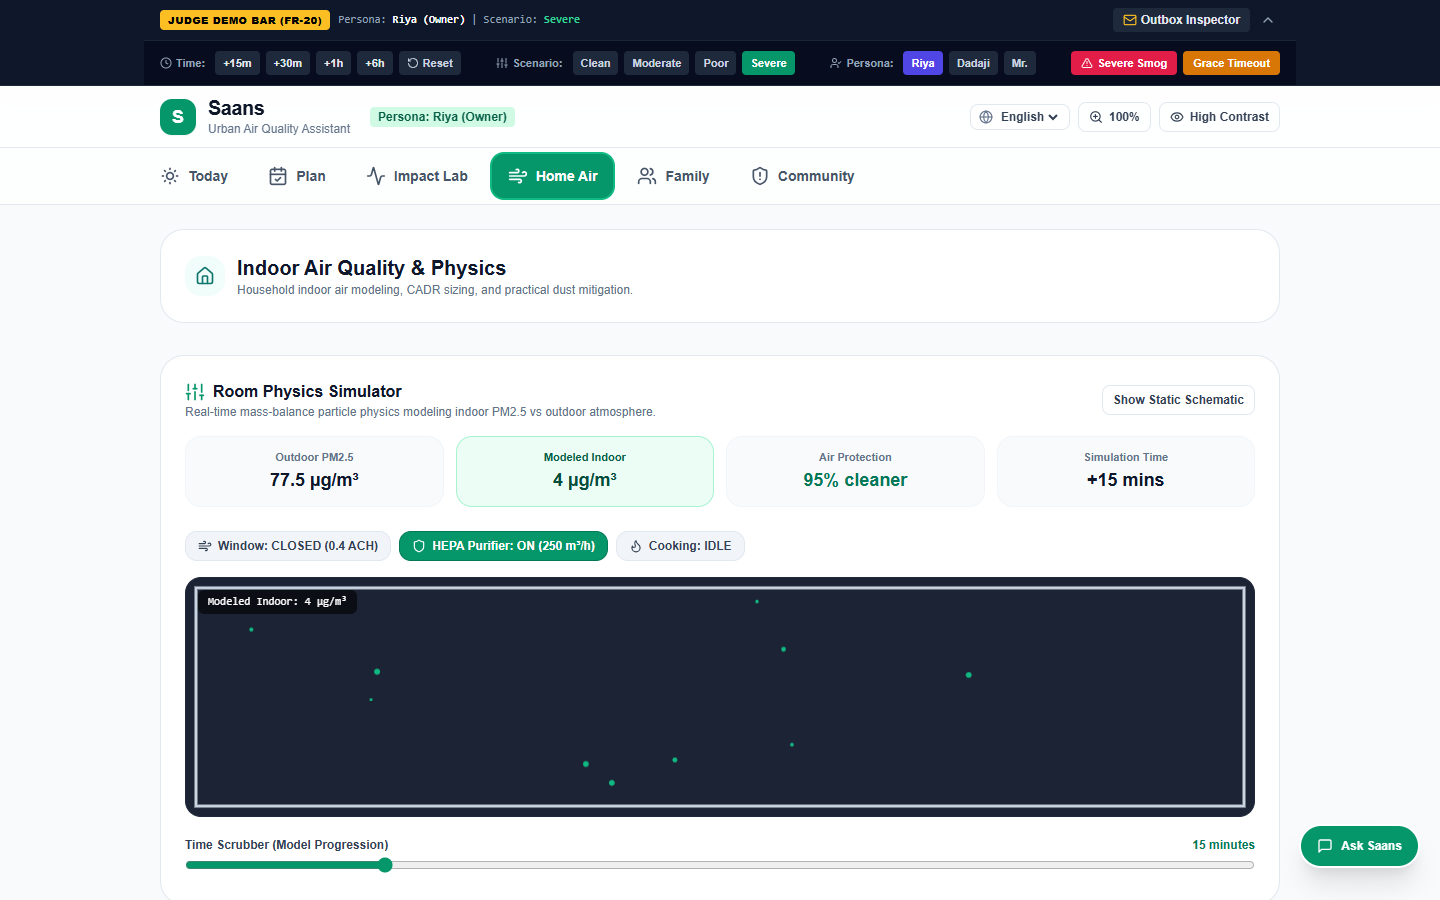 JUDGE DEMO BAR (FR-20) Persona: Riya (Owner) | Scenario: Severe Outbox Inspector
Time: +15m +30m +1h +6h Reset Scenario: Clean Moderate Poor Severe Persona: Riya Dadaji Mr. Severe Smog Grace Timeout
S Saans Persona: Riya (Owner) English 100% High Contrast
Urban Air Quality Assistant
Today Plan Impact Lab Home Air Family Community
Indoor Air Quality & Physics
Household indoor air modeling, CADR sizing, and practical dust mitigation.
Room Physics Simulator
Real-time mass-balance particle physics modeling indoor PM2.5 vs outdoor atmosphere.
Show Static Schematic
Outdoor PM2.5 Modeled Indoor Air Protection Simulation Time
77.5 µg/m³ 4 µg/m³ 95% cleaner +15 mins
Window: CLOSED (0.4 ACH) HEPA Purifier: ON (250 m³/h) Cooking: IDLE
Modeled Indoor: 4 µg/m³
Time Scrubber (Model Progression) 15 minutes
Ask Saans